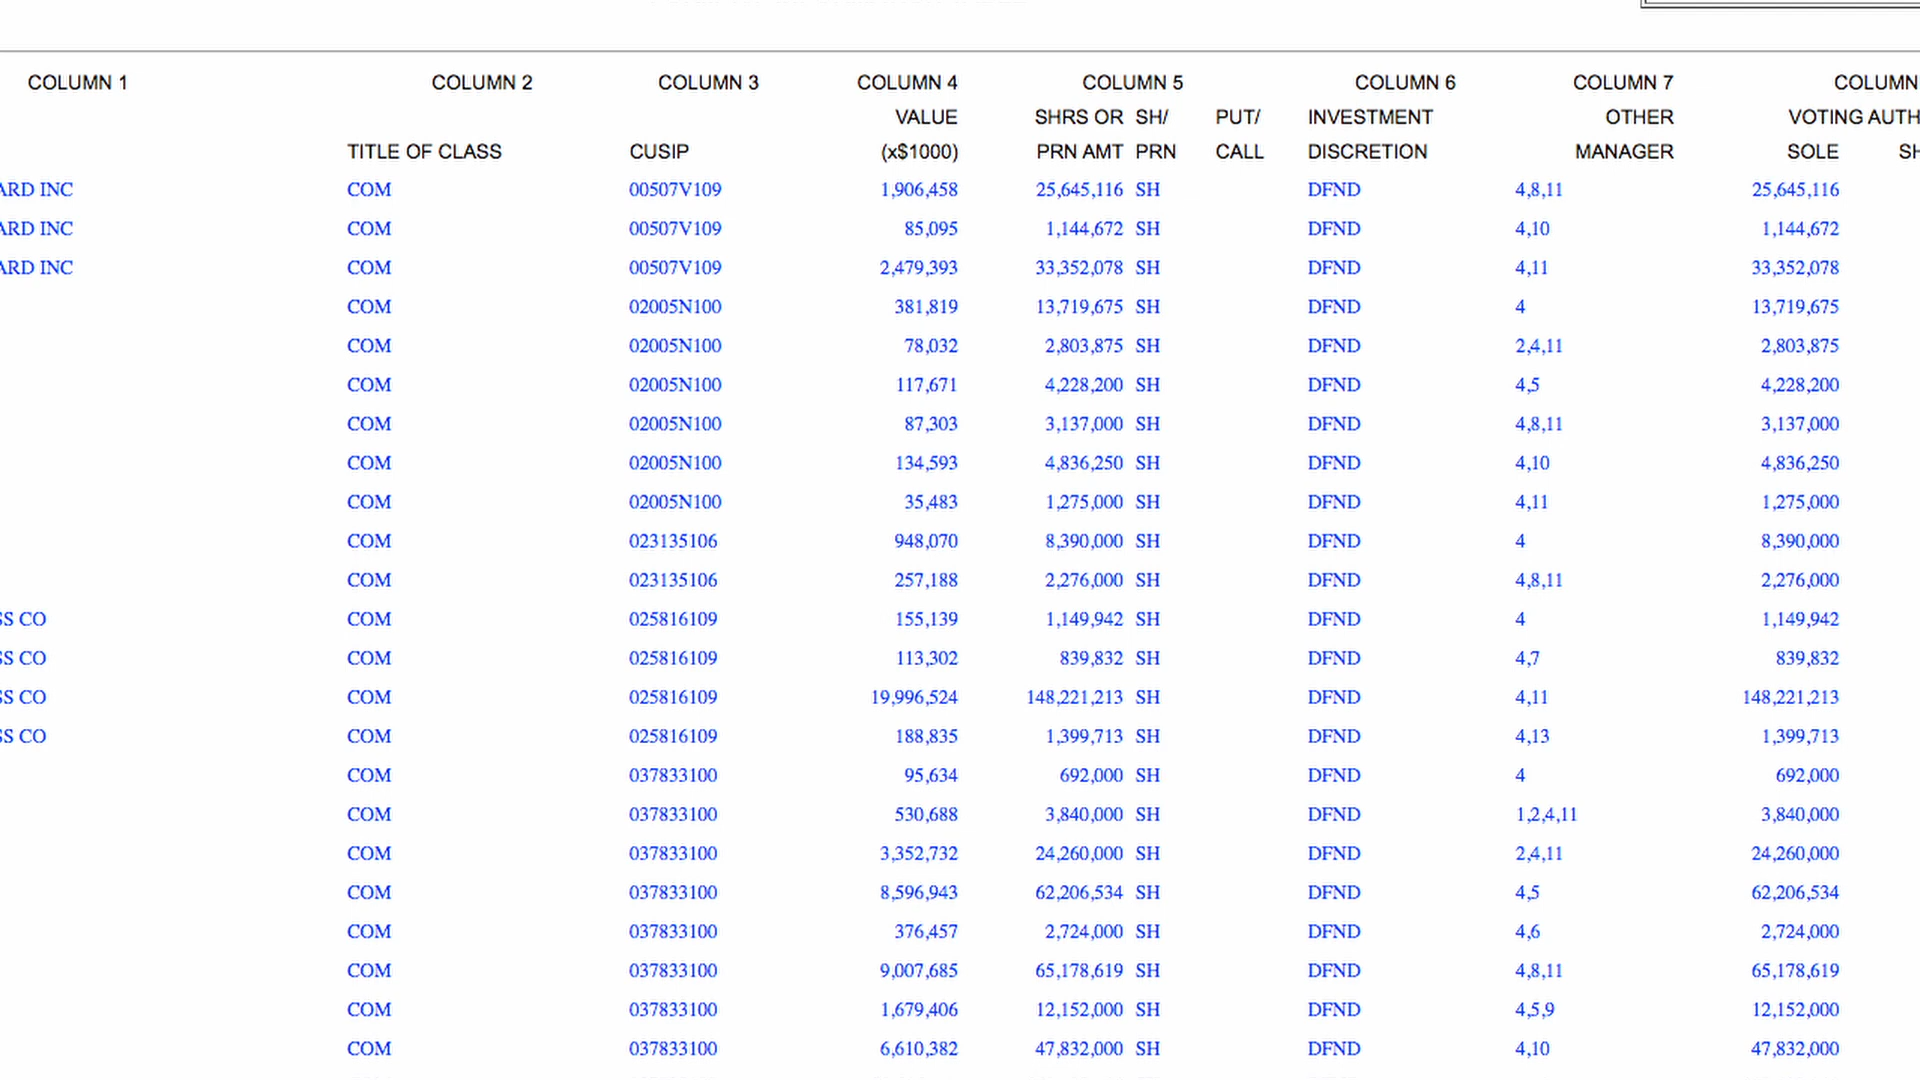 COLUMN 1 COLUMN 2 COLUMN 3 COLUMN 4 COLUMN 5 COLUMN 6 COLUMN 7 COLUMN
VALUE SHRS OR SH/ PUT/ INVESTMENT OTHER VOTING AUTH
TITLE OF CLASS CUSIP (x$1000) PRN AMT PRN CALL DISCRETION MANAGER SOLE SH
ARD INC COM 00507V109 1,906,458 25,645,116 SH DFND 4,8,11 25,645,116
ARD INC COM 00507V109 85,095 1,144,672 SH DFND 4,10 1,144,672
ARD INC COM 00507V109 2,479,393 33,352,078 SH DFND 4,11 33,352,078
COM 02005N100 381,819 13,719,675 SH DFND 4 13,719,675
COM 02005N100 78,032 2,803,875 SH DFND 2,4,11 2,803,875
COM 02005N100 117,671 4,228,200 SH DFND 4,5 4,228,200
COM 02005N100 87,303 3,137,000 SH DFND 4,8,11 3,137,000
COM 02005N100 134,593 4,836,250 SH DFND 4,10 4,836,250
COM 02005N100 35,483 1,275,000 SH DFND 4,11 1,275,000
COM 023135106 948,070 8,390,000 SH DFND 4 8,390,000
COM 023135106 257,188 2,276,000 SH DFND 4,8,11 2,276,000
SS CO COM 025816109 155,139 1,149,942 SH DFND 4 1,149,942
SS CO COM 025816109 113,302 839,832 SH DFND 4,7 839,832
SS CO COM 025816109 19,996,524 148,221,213 SH DFND 4,11 148,221,213
SS CO COM 025816109 188,835 1,399,713 SH DFND 4,13 1,399,713
COM 037833100 95,634 692,000 SH DFND 4 692,000
COM 037833100 530,688 3,840,000 SH DFND 1,2,4,11 3,840,000
COM 037833100 3,352,732 24,260,000 SH DFND 2,4,11 24,260,000
COM 037833100 8,596,943 62,206,534 SH DFND 4,5 62,206,534
COM 037833100 376,457 2,724,000 SH DFND 4,6 2,724,000
COM 037833100 9,007,685 65,178,619 SH DFND 4,8,11 65,178,619
COM 037833100 1,679,406 12,152,000 SH DFND 4,5,9 12,152,000
COM 037833100 6,610,382 47,832,000 SH DFND 4,10 47,832,000